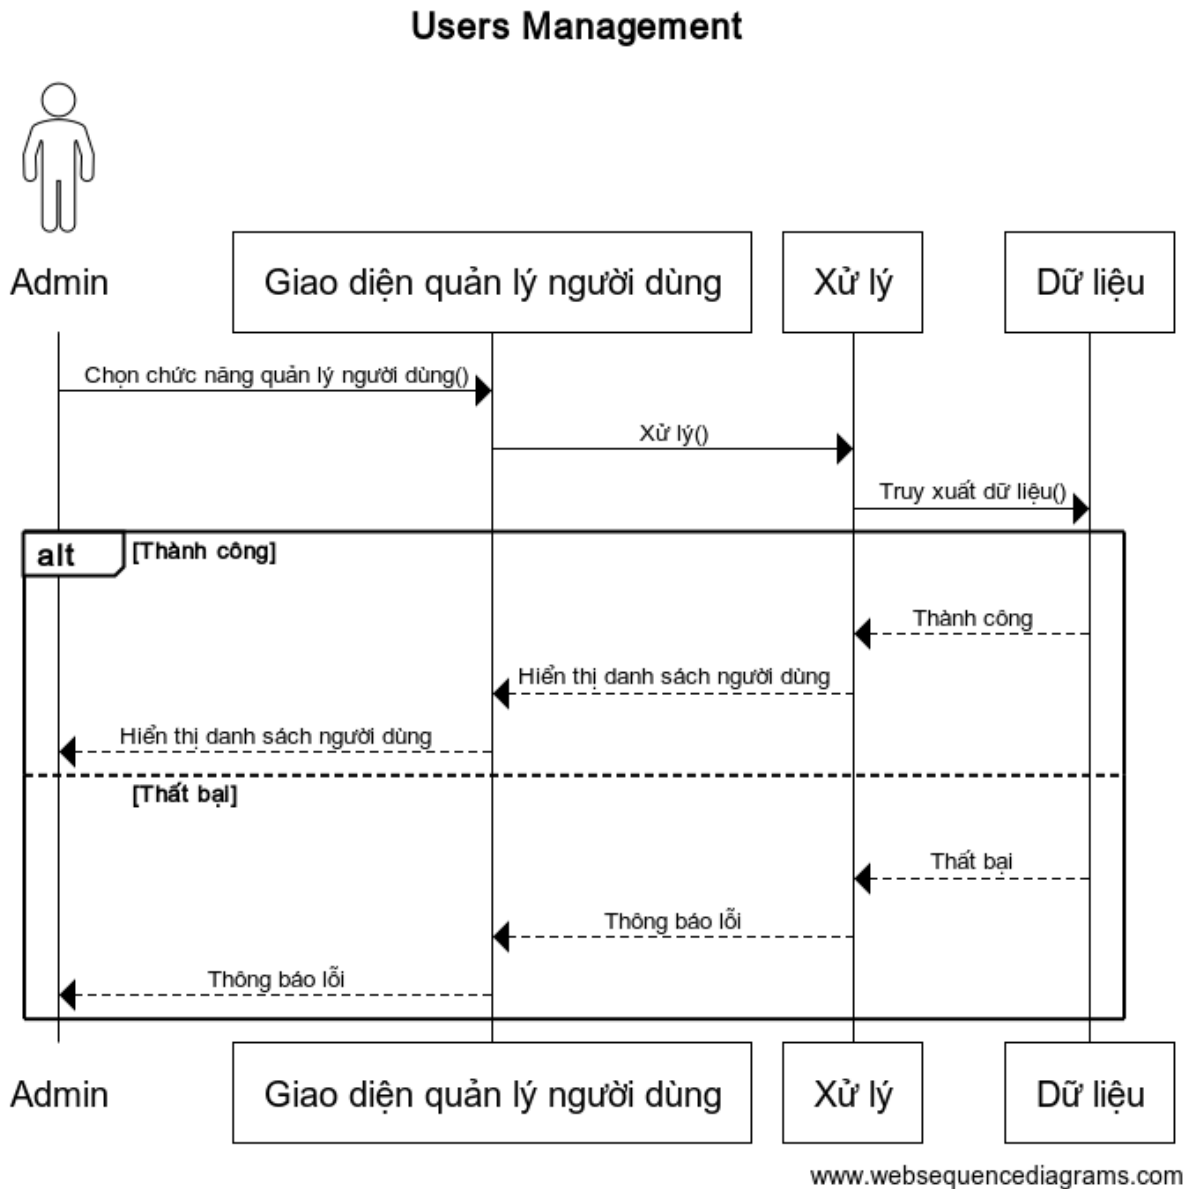 Users Management
Admin
Giao diện quản lý người dùng
Xử lý
Dữ liệu
Chọn chức năng quản lý người dùng()
Xử lý()
Truy xuất dữ liệu()
alt
[Thành công]
Thành công
Hiển thị danh sách người dùng
Hiển thị danh sách người dùng
[Thất bại]
Thất bại
Thông báo lỗi
Thông báo lỗi
Admin
Giao diện quản lý người dùng
Xử lý
Dữ liệu
www.websequencediagrams.com